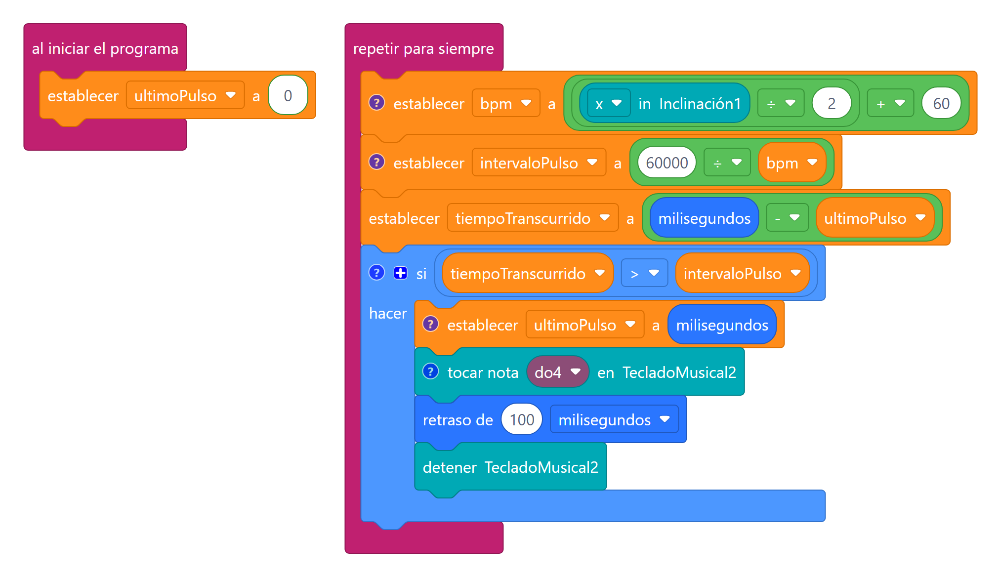 al iniciar el programa
establecer ultimoPulso a 0
repetir para siempre
? establecer bpm a x in Inclinación1 ÷ 2 + 60
? establecer intervaloPulso a 60000 ÷ bpm
establecer tiempoTranscurrido a milisegundos - ultimoPulso
? + si tiempoTranscurrido > intervaloPulso
hacer
? establecer ultimoPulso a milisegundos
? tocar nota do4 en TecladoMusical2
retraso de 100 milisegundos
detener TecladoMusical2